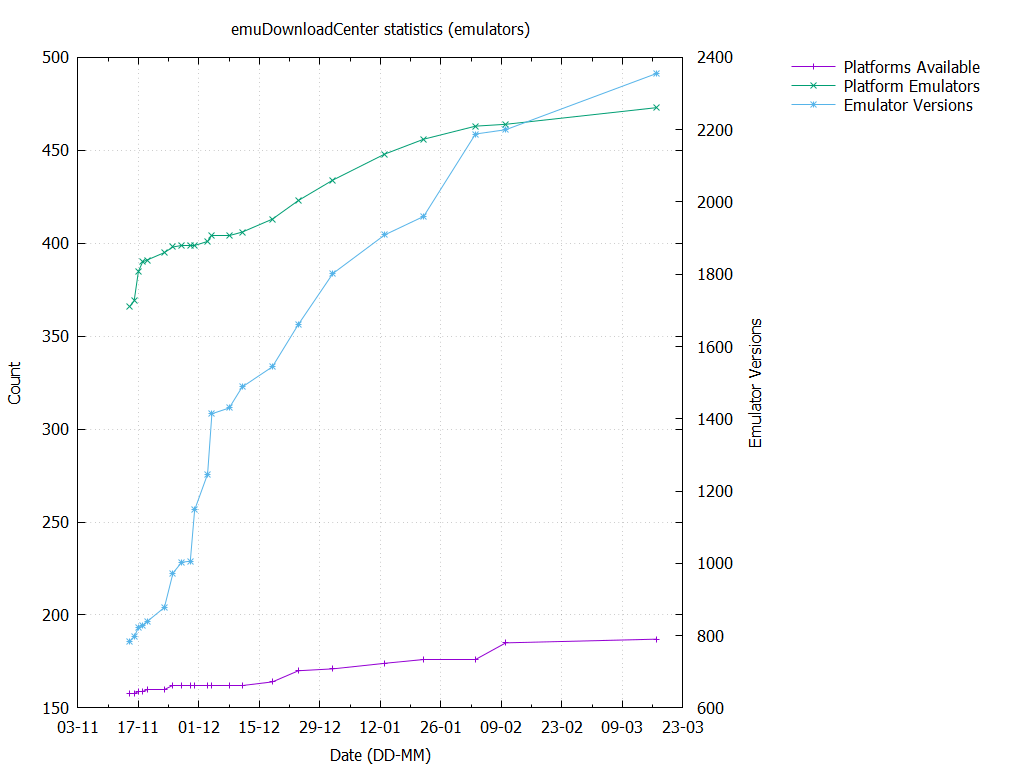 emuDownloadCenter statistics (emulators)
Platforms Available
Platform Emulators
Emulator Versions
500
450
400
350
300
250
200
150
Count
2400
2200
2000
1800
1600
1400
1200
1000
800
600
Emulator Versions
03-11 17-11 01-12 15-12 29-12 12-01 26-01 09-02 23-02 09-03 23-03
Date (DD-MM)